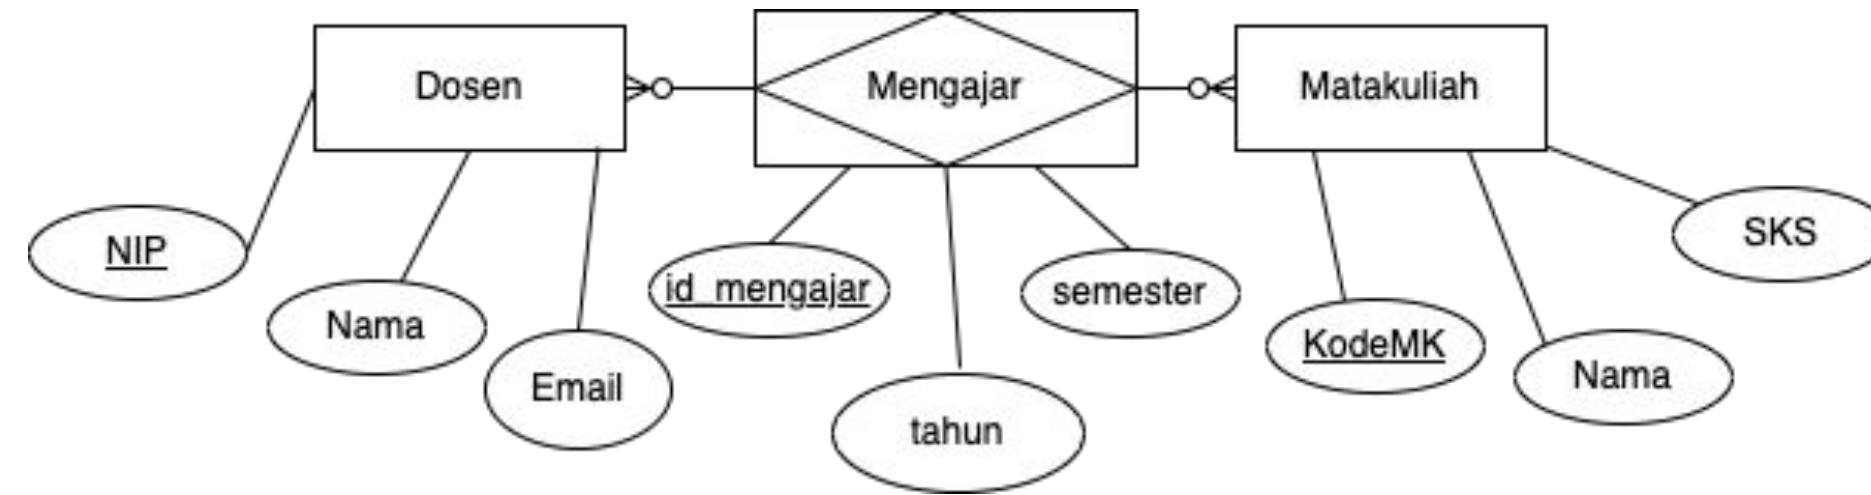 Dosen
Mengajar
Matakuliah
NIP
Nama
Email
id_mengajar
tahun
semester
KodeMK
Nama
SKS